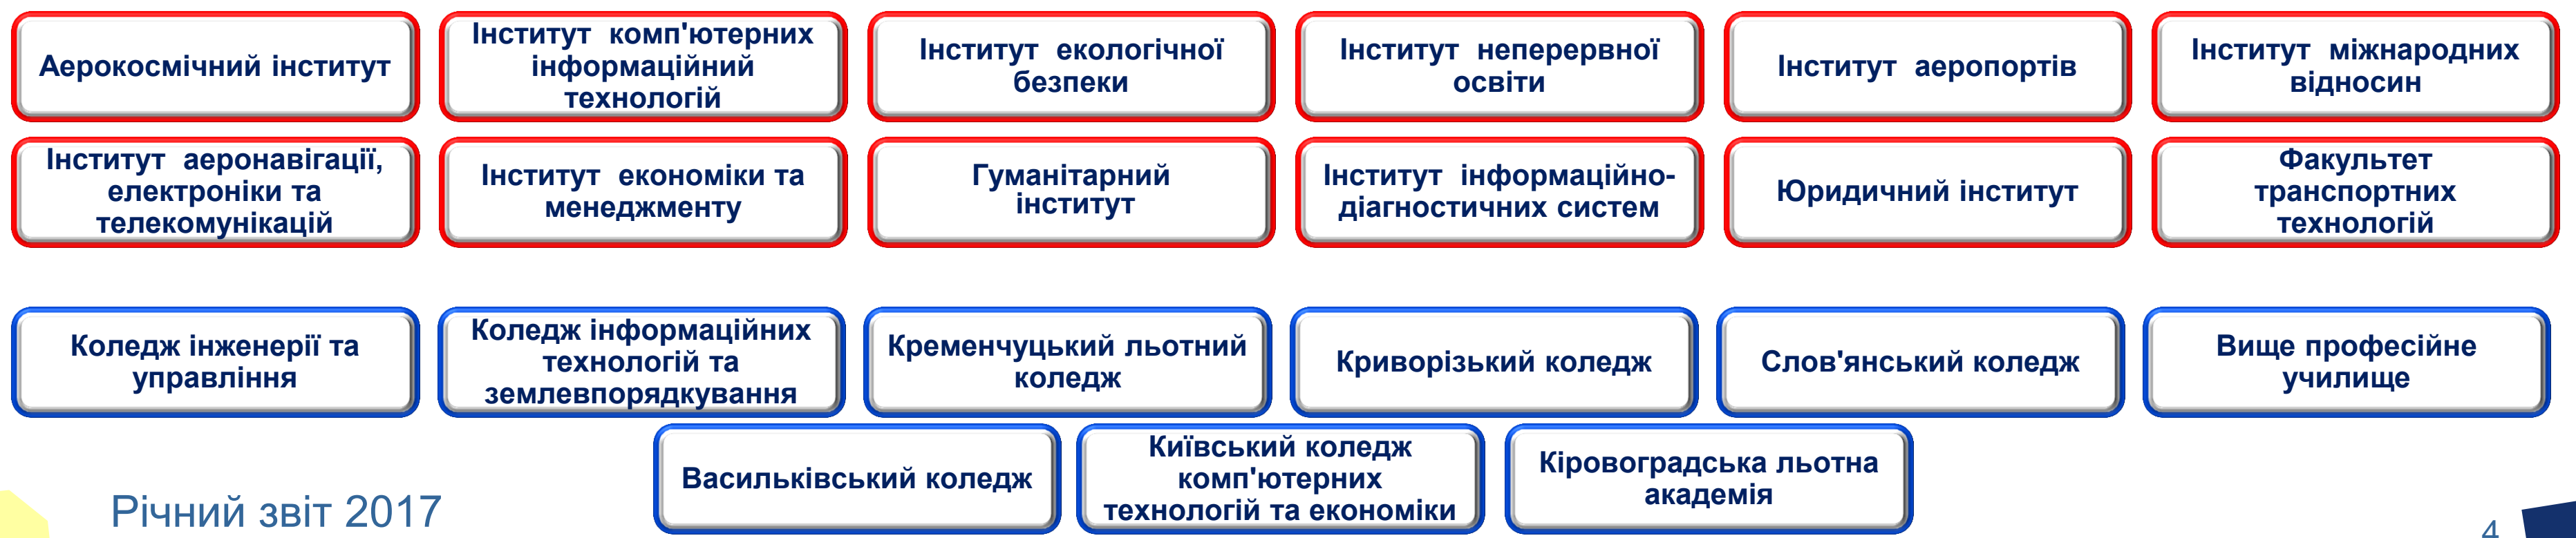 Аерокосмічний інститут
Інститут комп'ютерних
інформаційний
технологій
Інститут екологічної
безпеки
Інститут неперервної
освіти
Інститут аеропортів
Інститут міжнародних
відносин
Інститут аеронавігації,
електроніки та
телекомунікацій
Інститут економіки та
менеджменту
Гуманітарний
інститут
Інститут інформаційно-
діагностичних систем
Юридичний інститут
Факультет
транспортних
технологій
Коледж інженерії та
управління
Коледж інформаційних
технологій та
землевпорядкування
Кременчуцький льотний
коледж
Криворізький коледж
Слов'янський коледж
Вище професійне
училище
Васильківський коледж
Київський коледж
комп'ютерних
технологій та економіки
Кіровоградська льотна
академія
Річний звіт 2017
4